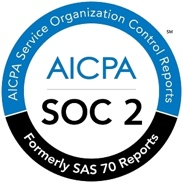 AICPA Service Organization Control Reports
SM
AICPA
SOC 2
Formerly SAS 70 Reports